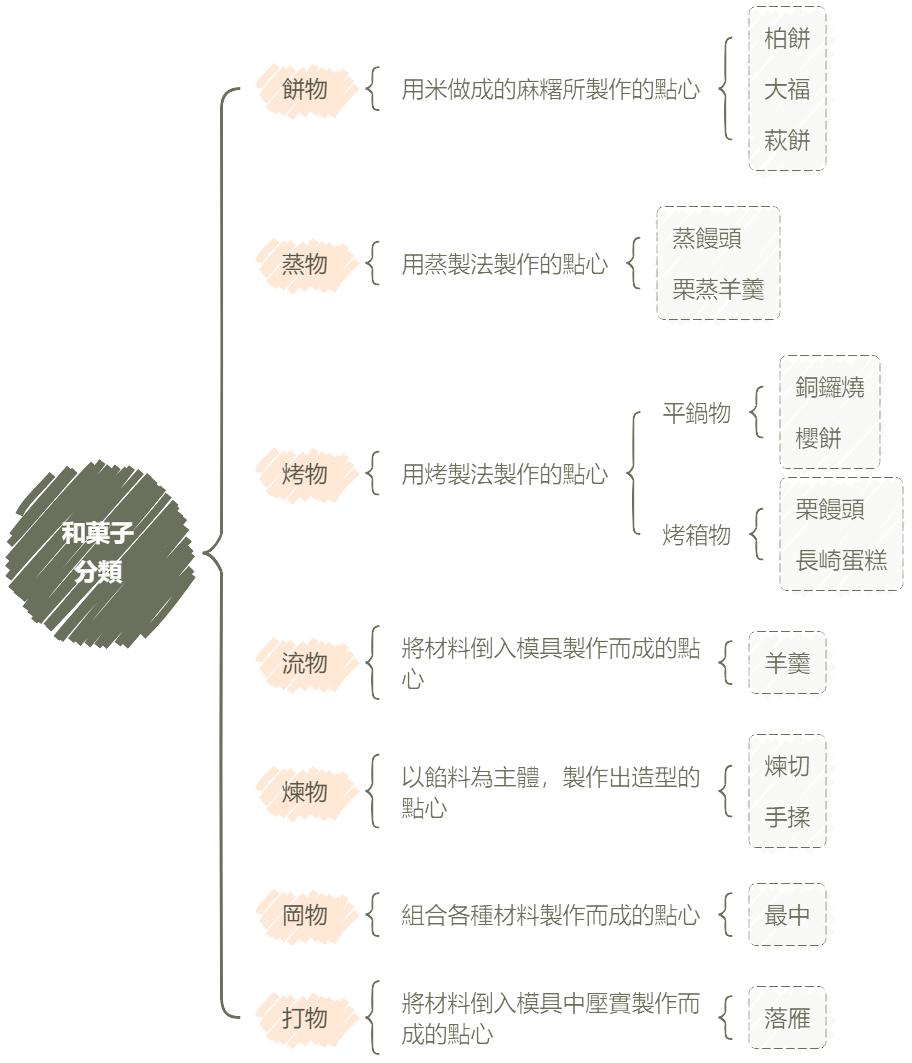 和菓子
分類
餅物
用米做成的麻糬所製作的點心
柏餅
大福
萩餅
蒸物
用蒸製法製作的點心
蒸饅頭
栗蒸羊羹
烤物
用烤製法製作的點心
平鍋物
銅鑼燒
櫻餅
烤箱物
栗饅頭
長崎蛋糕
流物
將材料倒入模具製作而成的點
心
羊羹
煉物
以餡料為主體，製作出造型的
點心
煉切
手揉
岡物
組合各種材料製作而成的點心
最中
打物
將材料倒入模具中壓實製作而
成的點心
落雁